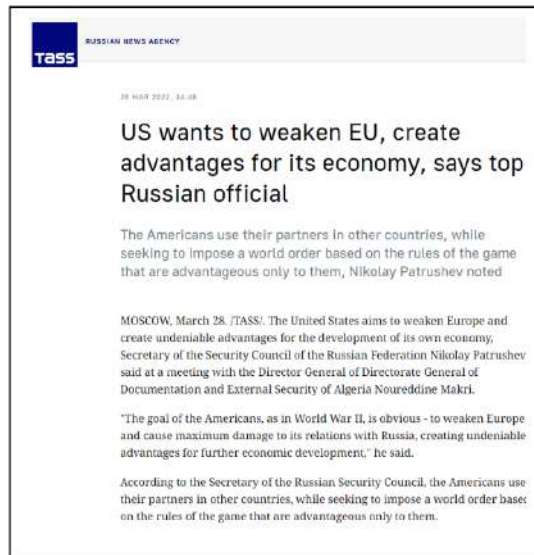 TASS
RUSSIAN NEWS AGENCY
28 MAR 2022, 14:48
US wants to weaken EU, create
advantages for its economy, says top
Russian official
The Americans use their partners in other countries, while
seeking to impose a world order based on the rules of the game
that are advantageous only to them, Nikolay Patrushev noted
MOSCOW, March 28. /TASS/. The United States aims to weaken Europe and
create undeniable advantages for the development of its own economy,
Secretary of the Security Council of the Russian Federation Nikolay Patrushev
said at a meeting with the Director General of Directorate General of
Documentation and External Security of Algeria Noureddine Makri.
"The goal of the Americans, as in World War II, is obvious - to weaken Europe
and cause maximum damage to its relations with Russia, creating undeniable
advantages for further economic development," he said.
According to the Secretary of the Russian Security Council, the Americans use
their partners in other countries, while seeking to impose a world order based
on the rules of the game that are advantageous only to them.